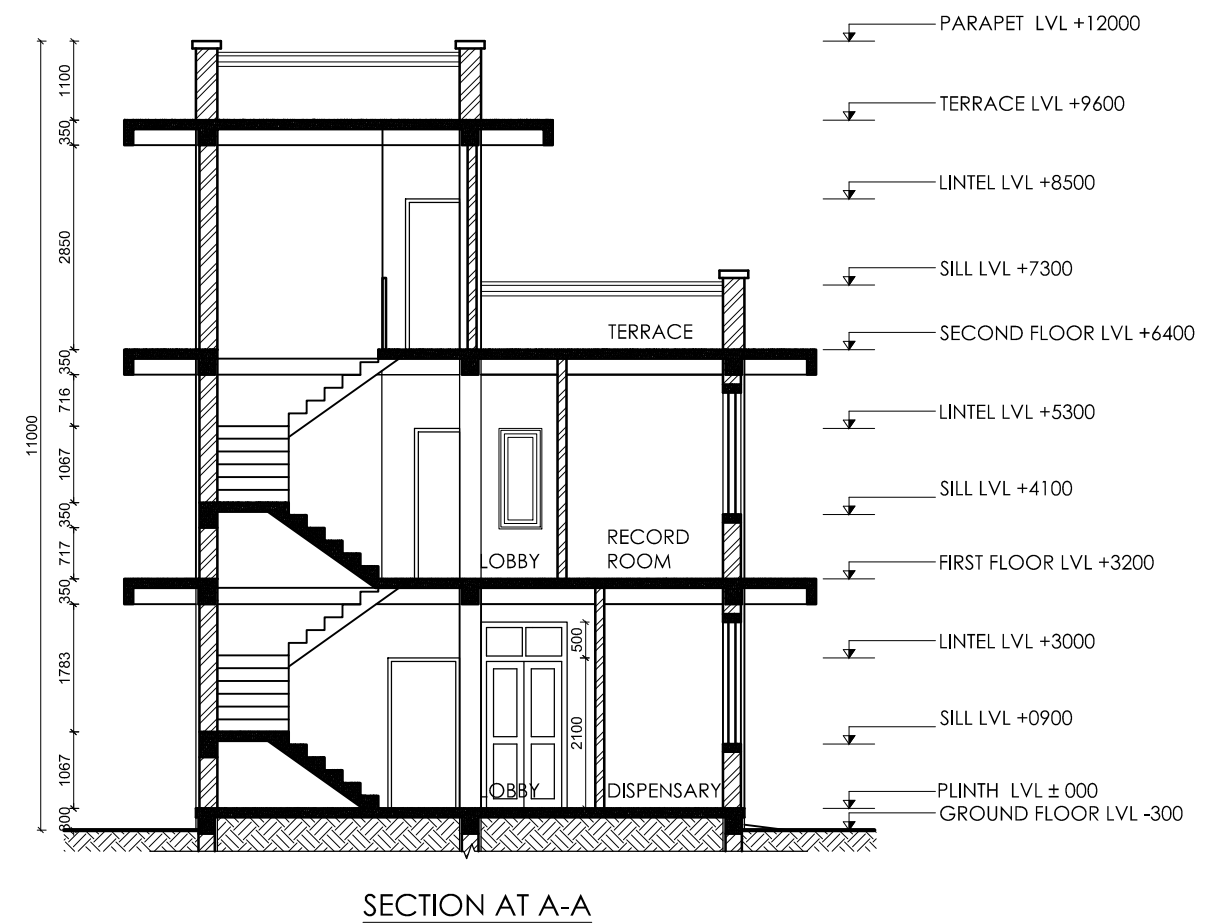 PARAPET LVL +12000
TERRACE LVL +9600
LINTEL LVL +8500
SILL LVL +7300
SECOND FLOOR LVL +6400
LINTEL LVL +5300
SILL LVL +4100
FIRST FLOOR LVL +3200
LINTEL LVL +3000
SILL LVL +0900
PLINTH LVL ± 000
GROUND FLOOR LVL -300
11000
1100
350
2850
350
716
1067
350
717
350
1783
1067
300
TERRACE
LOBBY
RECORD
ROOM
500
2100
LOBBY
DISPENSARY
SECTION AT A-A